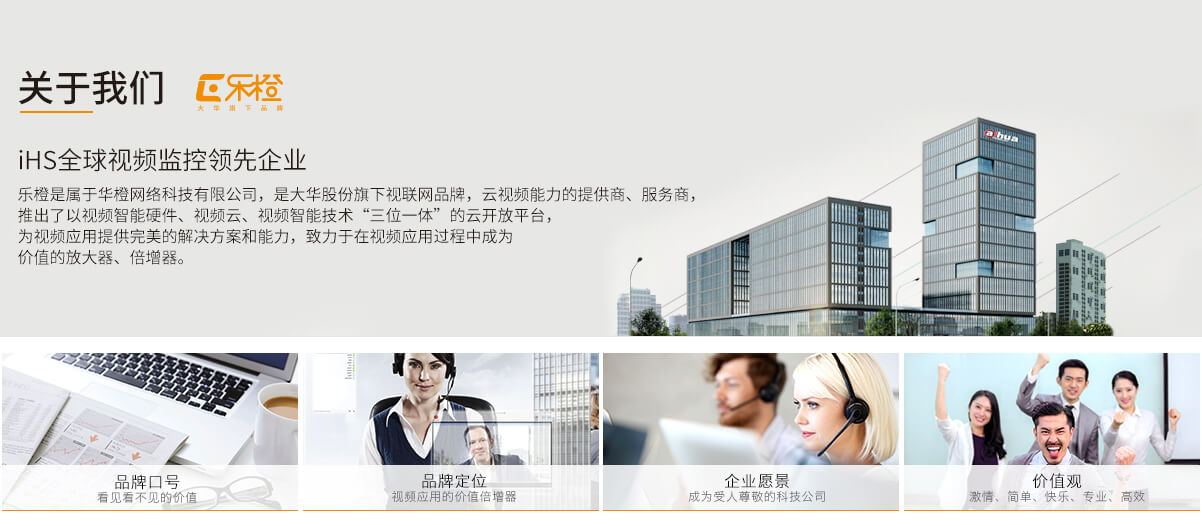 关于我们
乐橙
大华旗下品牌
iHS全球视频监控领先企业
乐橙是属于华橙网络科技有限公司，是大华股份旗下视联网品牌，云视频能力的提供商、服务商，
推出了以视频智能硬件、视频云、视频智能技术“三位一体”的云开放平台，
为视频应用提供完美的解决方案和能力，致力于在视频应用过程中成为
价值的放大器、倍增器。
alhua
品牌口号
看见看不见的价值
品牌定位
视频应用的价值倍增器
企业愿景
成为受人尊敬的科技公司
价值观
激情、简单、快乐、专业、高效